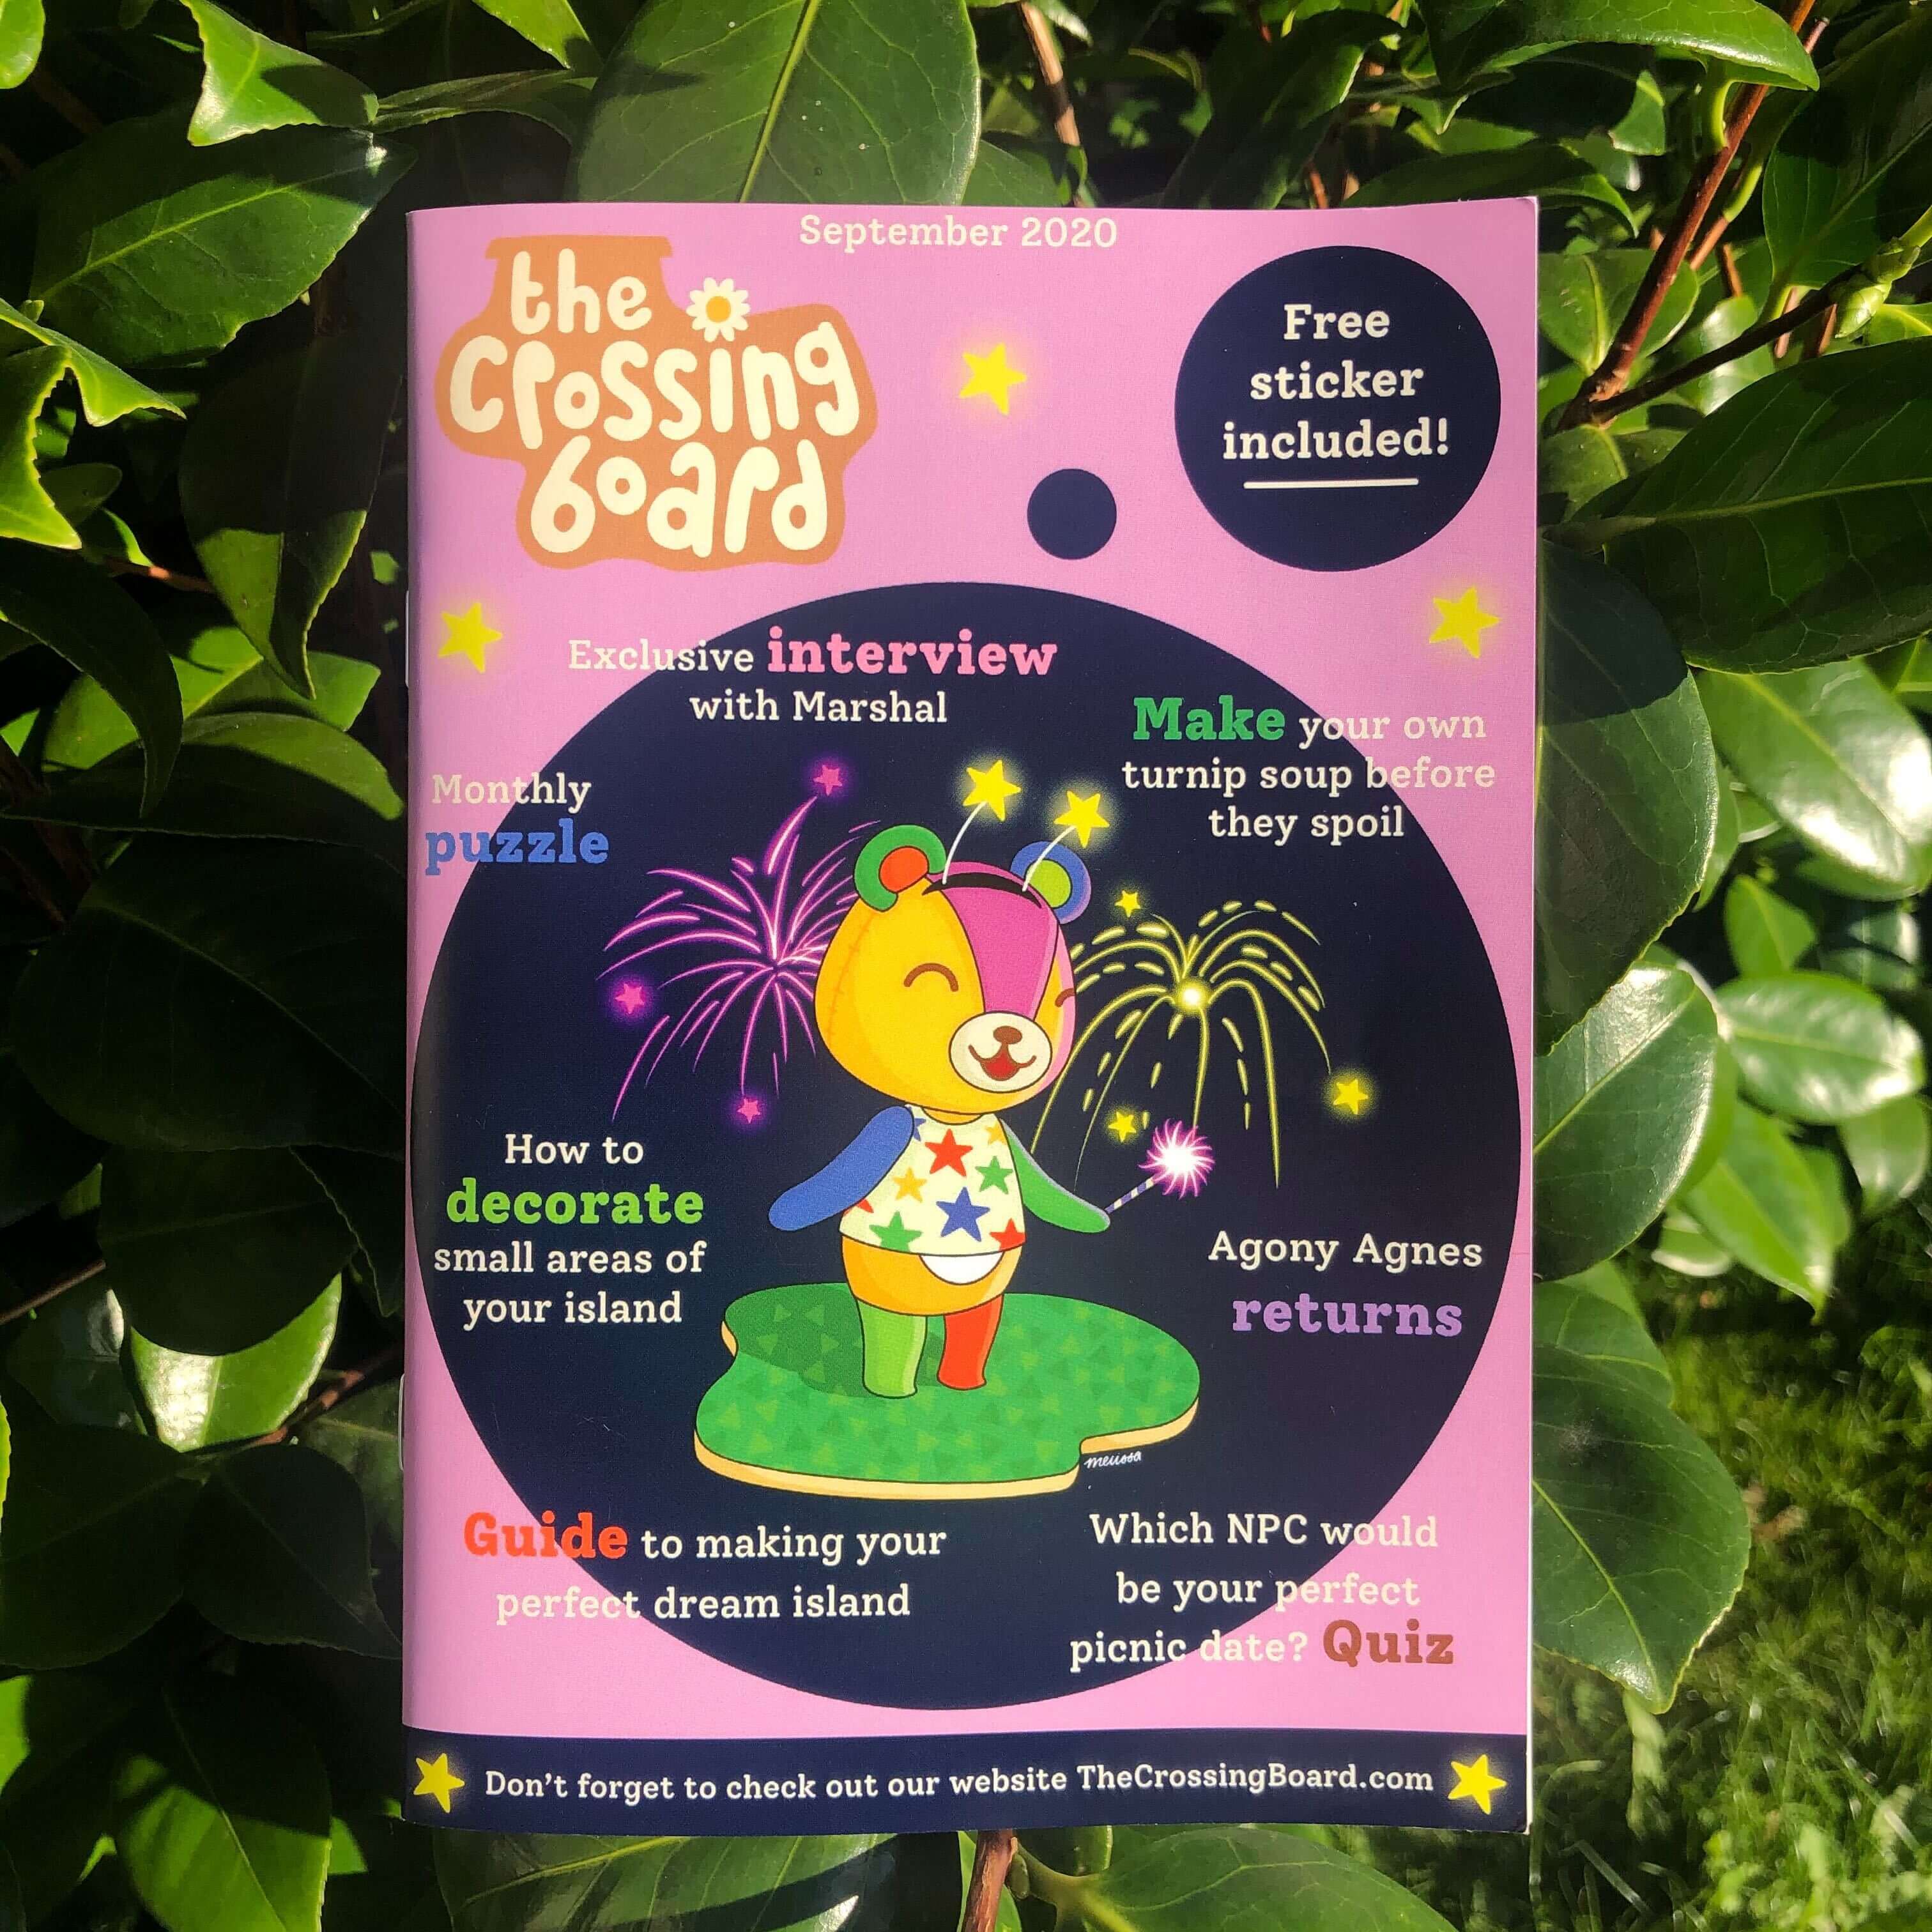 September 2020
the
crossing
board
Free
sticker
included!
Exclusive interview
with Marshal
Make your own
turnip soup before
they spoil
Monthly
puzzle
How to
decorate
small areas of
your island
Agony Agnes
returns
melissa
Guide to making your
perfect dream island
Which NPC would
be your perfect
picnic date? Quiz
Don't forget to check out our website TheCrossingBoard.com